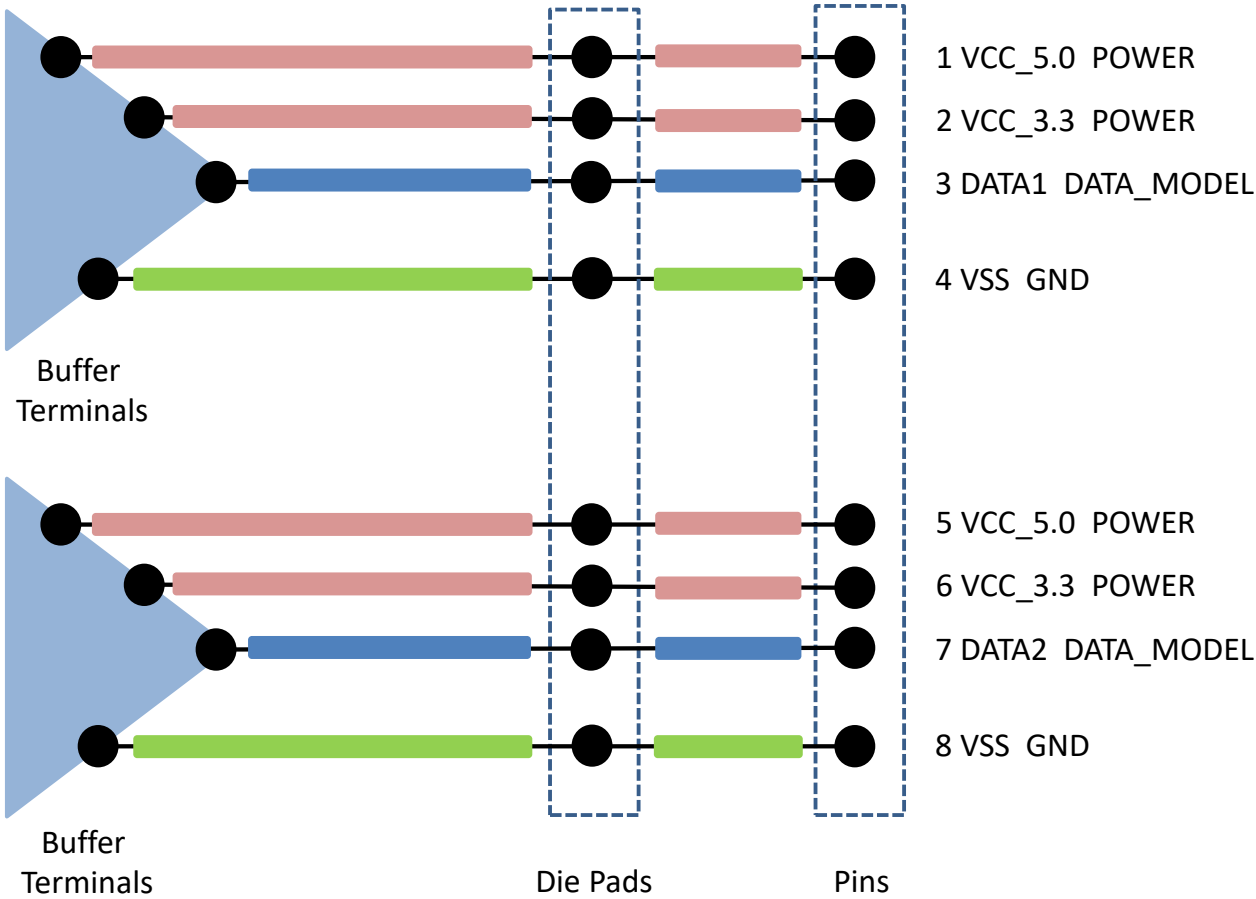 1 VCC_5.0 POWER
2 VCC_3.3 POWER
3 DATA1 DATA_MODEL
4 VSS GND
Buffer
Terminals
5 VCC_5.0 POWER
6 VCC_3.3 POWER
7 DATA2 DATA_MODEL
8 VSS GND
Buffer
Terminals
Die Pads
Pins